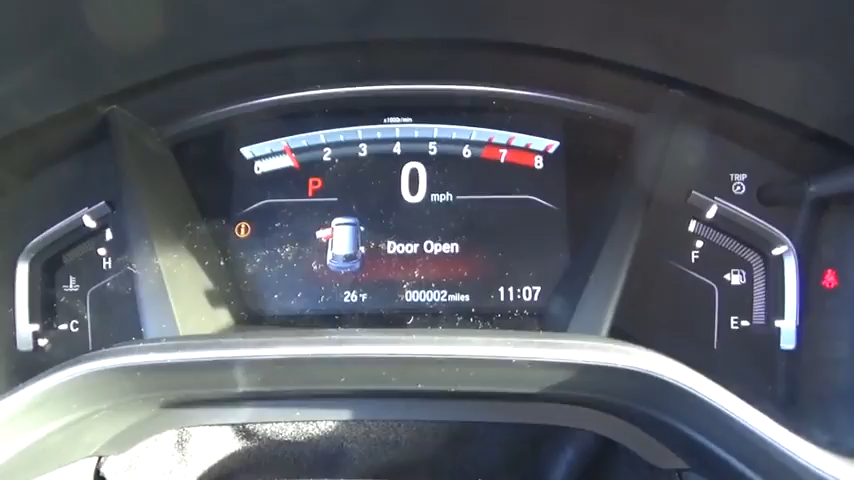 x1000r/min
2 3 4 5 6 7 8
0
P
0 mph
TRIP
H
F
Door Open
C
E
26°F
000002 miles
11:07